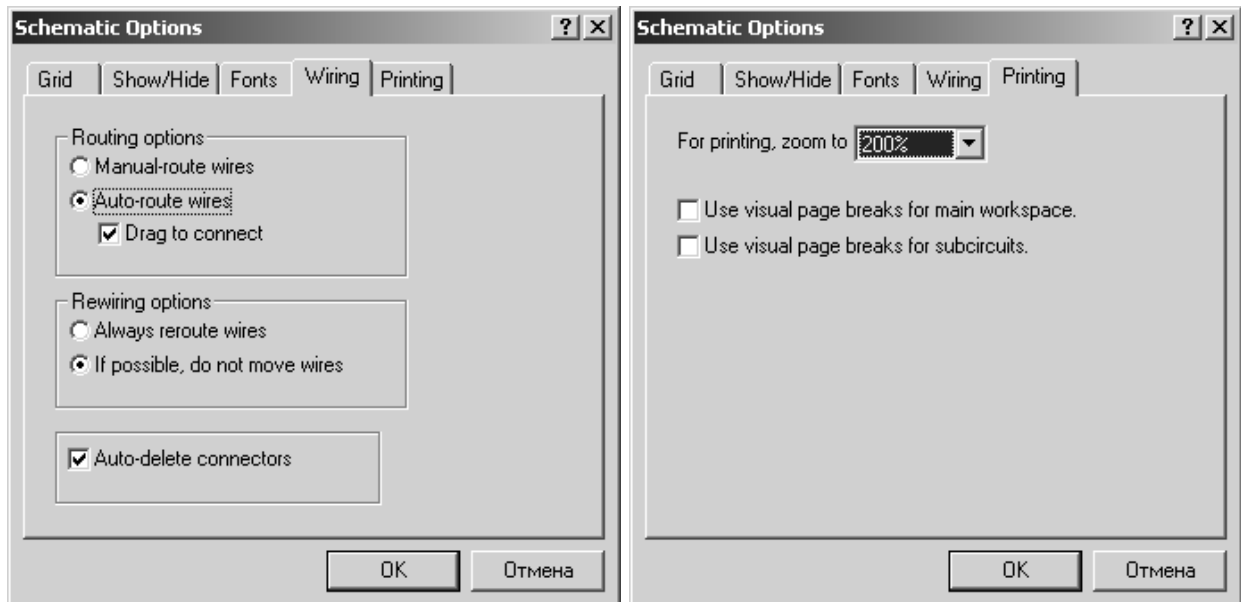 Schematic Options
Grid Show/Hide Fonts Wiring Printing
Routing options
Manual-route wires
Auto-route wires
Drag to connect
Rewiring options
Always reroute wires
If possible, do not move wires
Auto-delete connectors
OK Отмена
Schematic Options
Grid Show/Hide Fonts Wiring Printing
For printing, zoom to 200%
Use visual page breaks for main workspace.
Use visual page breaks for subcircuits.
OK Отмена